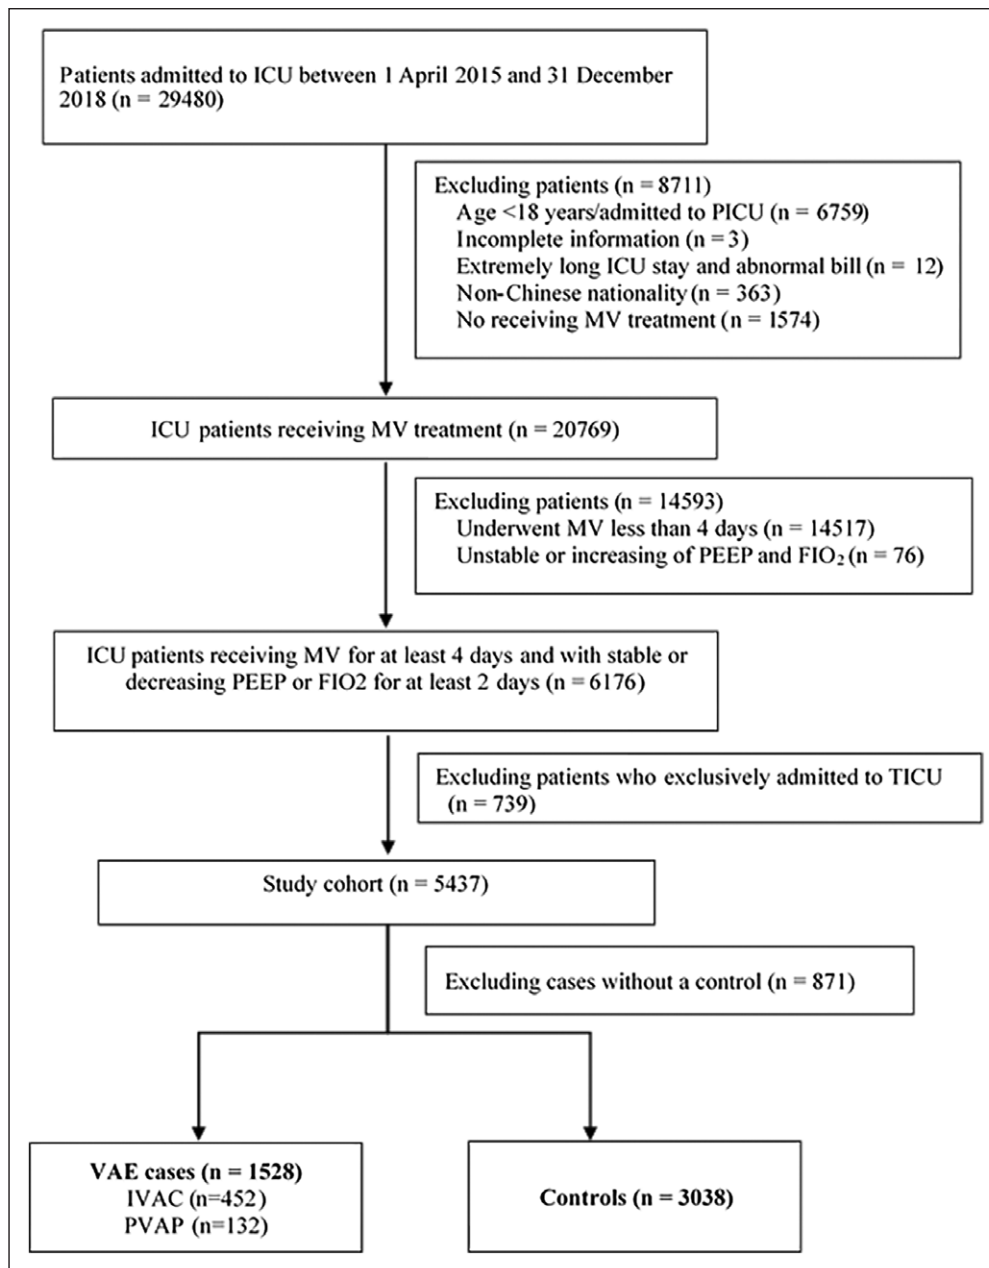 Patients admitted to ICU between 1 April 2015 and 31 December
2018 (n = 29480)
Excluding patients (n = 8711)
Age <18 years/admitted to PICU (n = 6759)
Incomplete information (n = 3)
Extremely long ICU stay and abnormal bill (n = 12)
Non-Chinese nationality (n = 363)
No receiving MV treatment (n = 1574)
ICU patients receiving MV treatment (n = 20769)
Excluding patients (n = 14593)
Underwent MV less than 4 days (n = 14517)
Unstable or increasing of PEEP and FIO₂ (n = 76)
ICU patients receiving MV for at least 4 days and with stable or
decreasing PEEP or FIO2 for at least 2 days (n = 6176)
Excluding patients who exclusively admitted to TICU
(n = 739)
Study cohort (n = 5437)
Excluding cases without a control (n = 871)
VAE cases (n = 1528)
IVAC (n=452)
PVAP (n=132)
Controls (n = 3038)